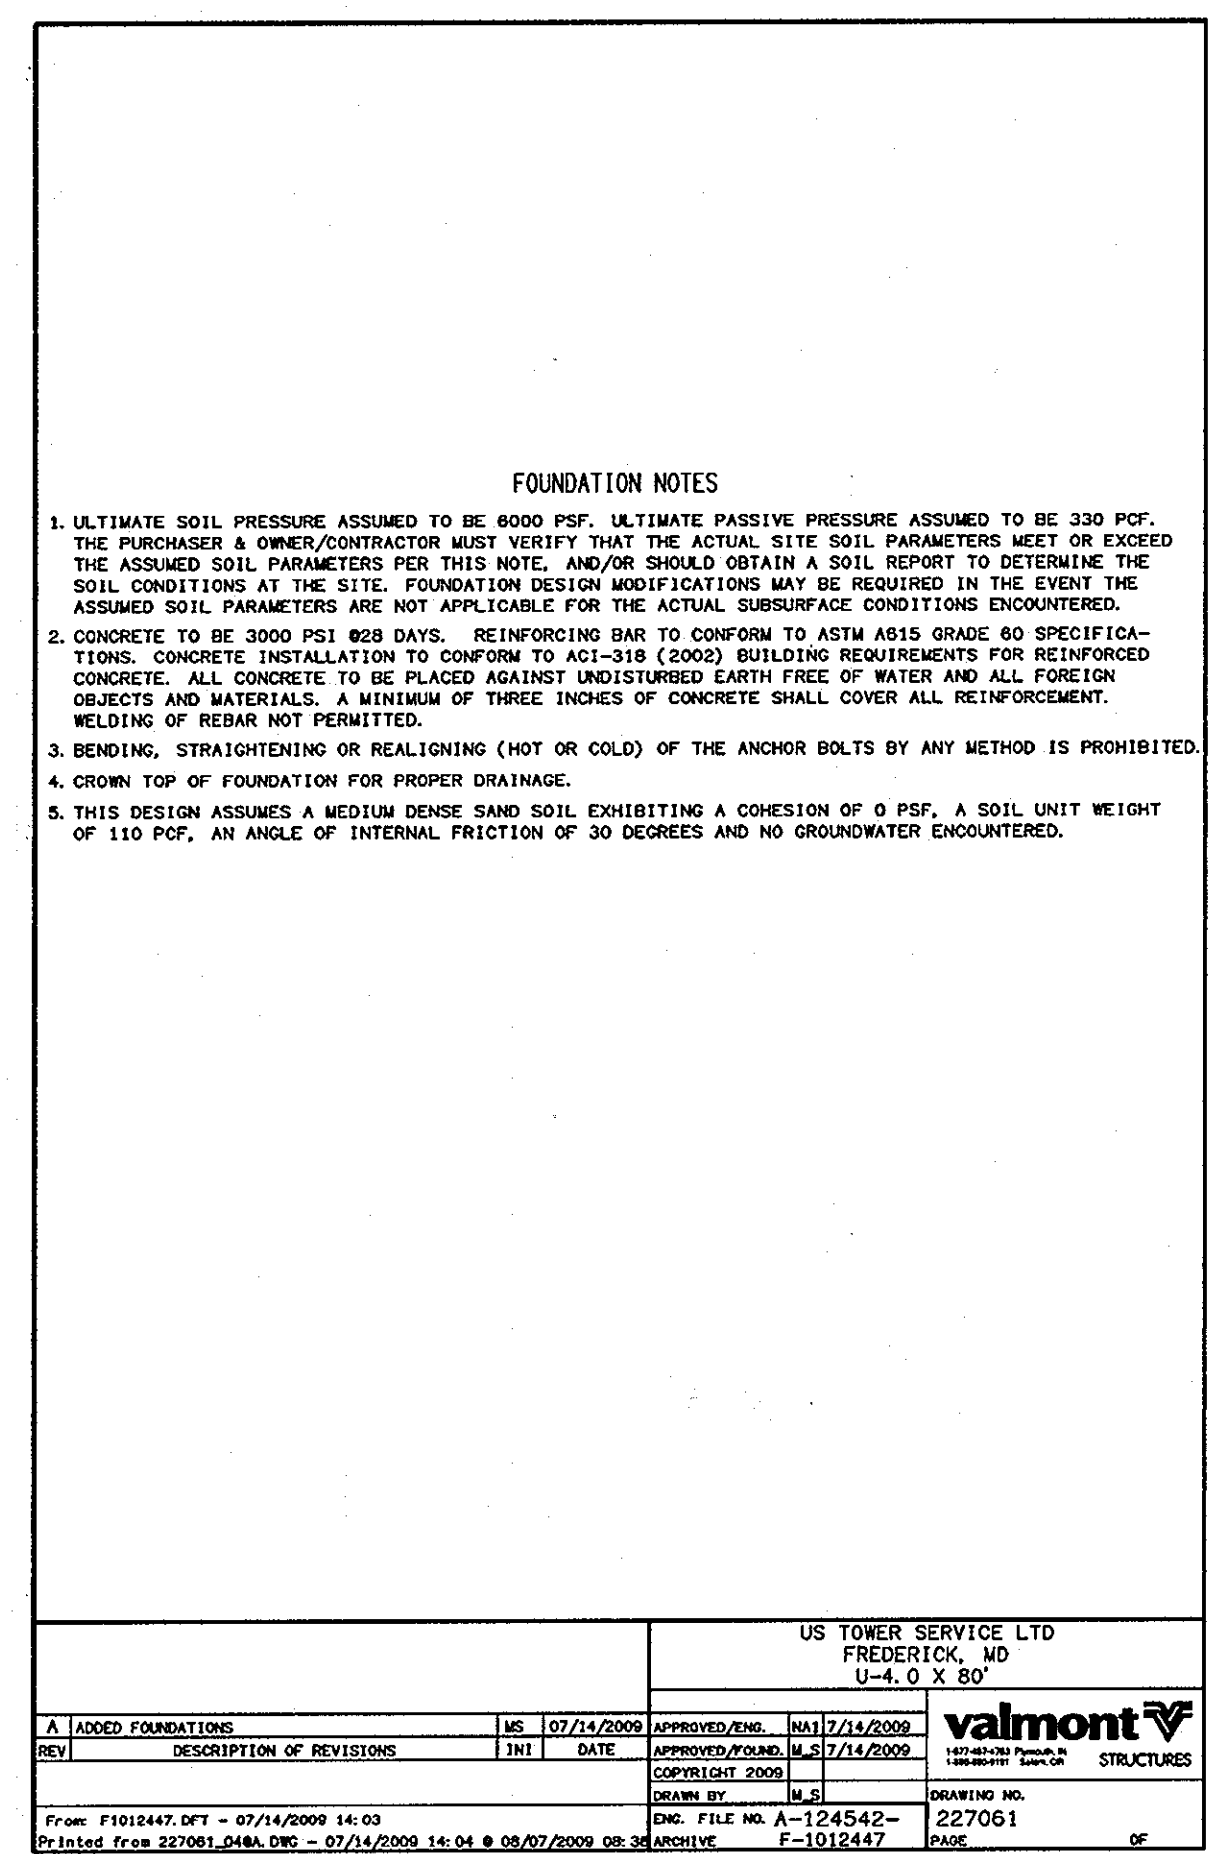 FOUNDATION NOTES
1. ULTIMATE SOIL PRESSURE ASSUMED TO BE 6000 PSF. ULTIMATE PASSIVE PRESSURE ASSUMED TO BE 330 PCF.
THE PURCHASER & OWNER/CONTRACTOR MUST VERIFY THAT THE ACTUAL SITE SOIL PARAMETERS MEET OR EXCEED
THE ASSUMED SOIL PARAMETERS PER THIS NOTE, AND/OR SHOULD OBTAIN A SOIL REPORT TO DETERMINE THE
SOIL CONDITIONS AT THE SITE. FOUNDATION DESIGN MODIFICATIONS MAY BE REQUIRED IN THE EVENT THE
ASSUMED SOIL PARAMETERS ARE NOT APPLICABLE FOR THE ACTUAL SUBSURFACE CONDITIONS ENCOUNTERED.
2. CONCRETE TO BE 3000 PSI @28 DAYS. REINFORCING BAR TO CONFORM TO ASTM A615 GRADE 60 SPECIFICA-
TIONS. CONCRETE INSTALLATION TO CONFORM TO ACI-318 (2002) BUILDING REQUIREMENTS FOR REINFORCED
CONCRETE. ALL CONCRETE TO BE PLACED AGAINST UNDISTURBED EARTH FREE OF WATER AND ALL FOREIGN
OBJECTS AND MATERIALS. A MINIMUM OF THREE INCHES OF CONCRETE SHALL COVER ALL REINFORCEMENT.
WELDING OF REBAR NOT PERMITTED.
3. BENDING, STRAIGHTENING OR REALIGNING (HOT OR COLD) OF THE ANCHOR BOLTS BY ANY METHOD IS PROHIBITED.
4. CROWN TOP OF FOUNDATION FOR PROPER DRAINAGE.
5. THIS DESIGN ASSUMES A MEDIUM DENSE SAND SOIL EXHIBITING A COHESION OF 0 PSF, A SOIL UNIT WEIGHT
OF 110 PCF, AN ANGLE OF INTERNAL FRICTION OF 30 DEGREES AND NO GROUNDWATER ENCOUNTERED.
US TOWER SERVICE LTD
FREDERICK, MD
U-4.0 X 80'
A ADDED FOUNDATIONS MS 07/14/2009
REV DESCRIPTION OF REVISIONS INI DATE
APPROVED/ENG. NA1 7/14/2009
APPROVED/FOUND. M_S 7/14/2009
COPYRIGHT 2009
DRAWN BY M_S
ENG. FILE NO. A-124542-
ARCHIVE F-1012447
valmont
1-877-467-4763 Plymouth, IN
Salem, OR
STRUCTURES
DRAWING NO.
227061
PAGE OF
From: F1012447.DFT - 07/14/2009 14:03
Printed from 227061_04@A.DWG - 07/14/2009 14:04 @ 08/07/2009 08:38